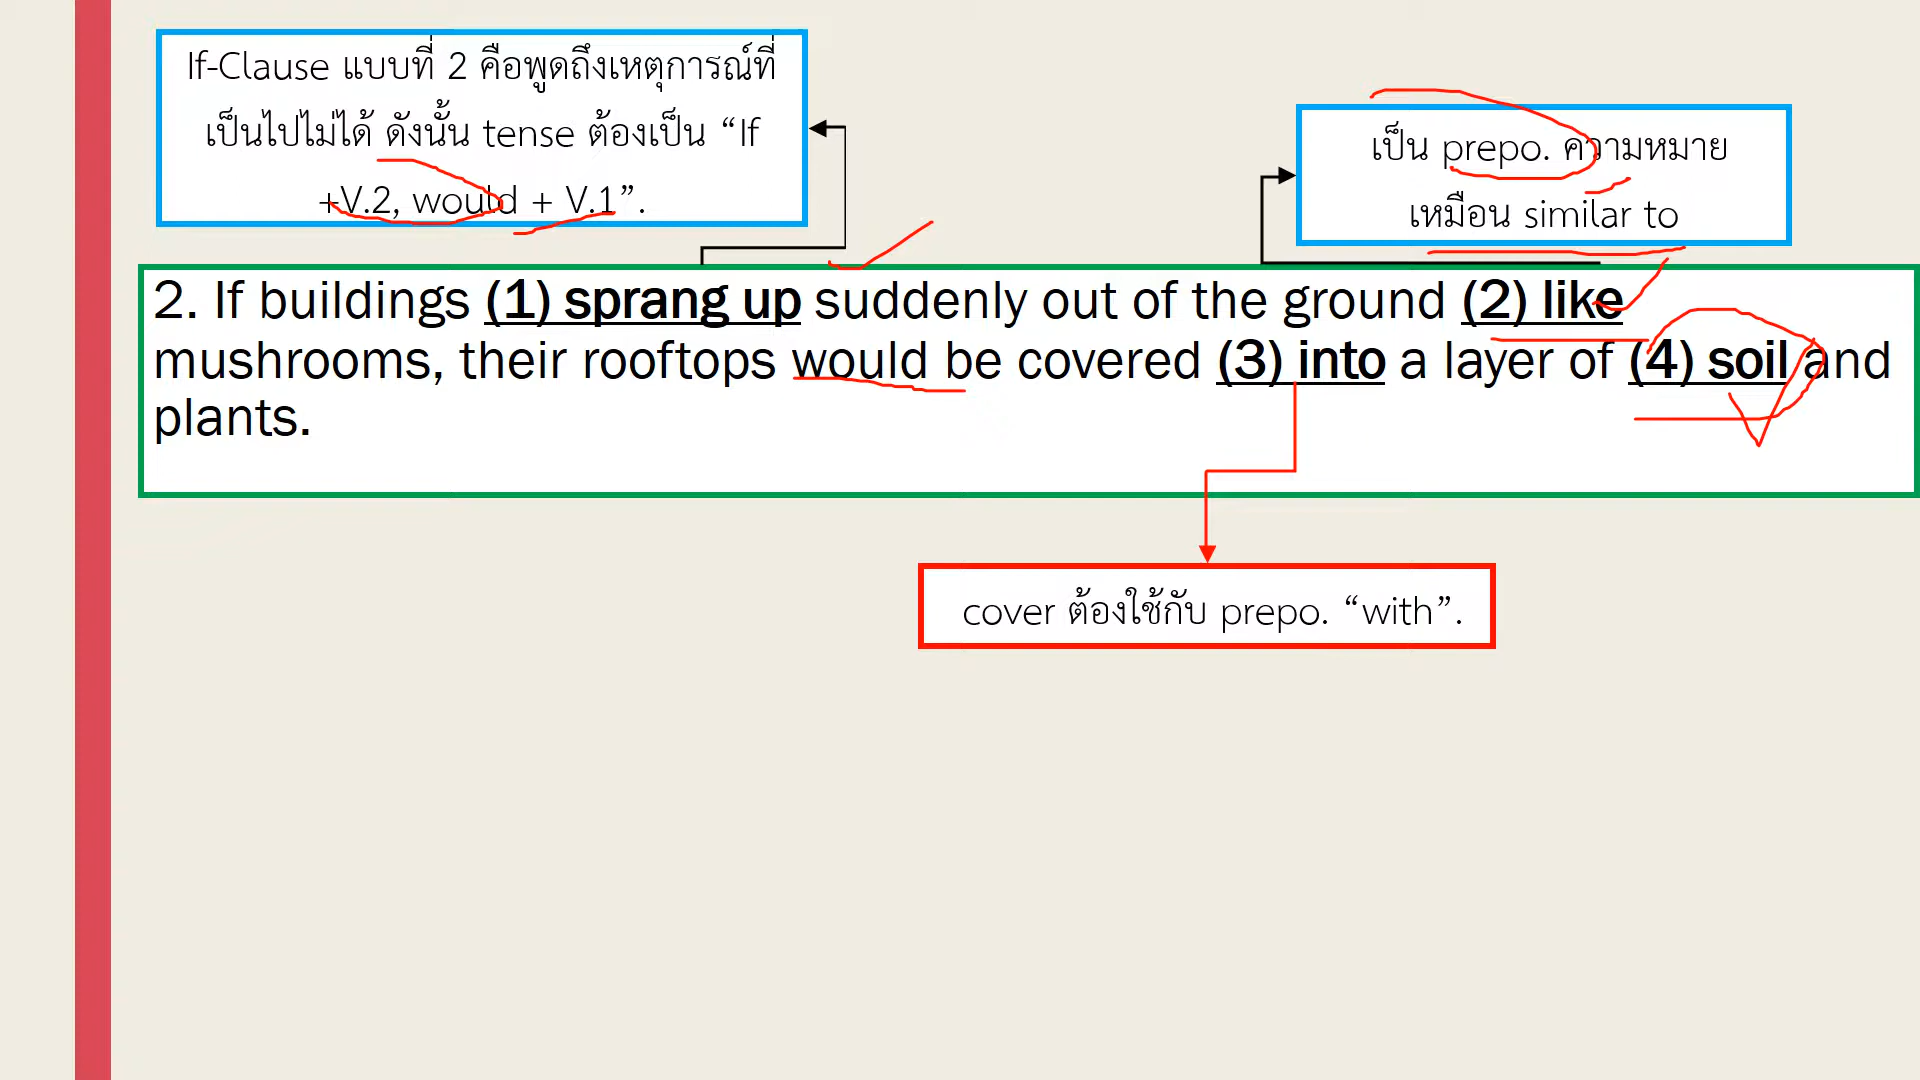 If-Clause แบบที่ 2 คือพูดถึงเหตุการณ์ที่
เป็นไปไม่ได้ ดังนั้น tense ต้องเป็น “If
+V.2, would + V.1”.
เป็น prepo. ความหมาย
เหมือน similar to
2. If buildings (1) sprang up suddenly out of the ground (2) like
mushrooms, their rooftops would be covered (3) into a layer of (4) soil and
plants.
cover ต้องใช้กับ prepo. “with”.